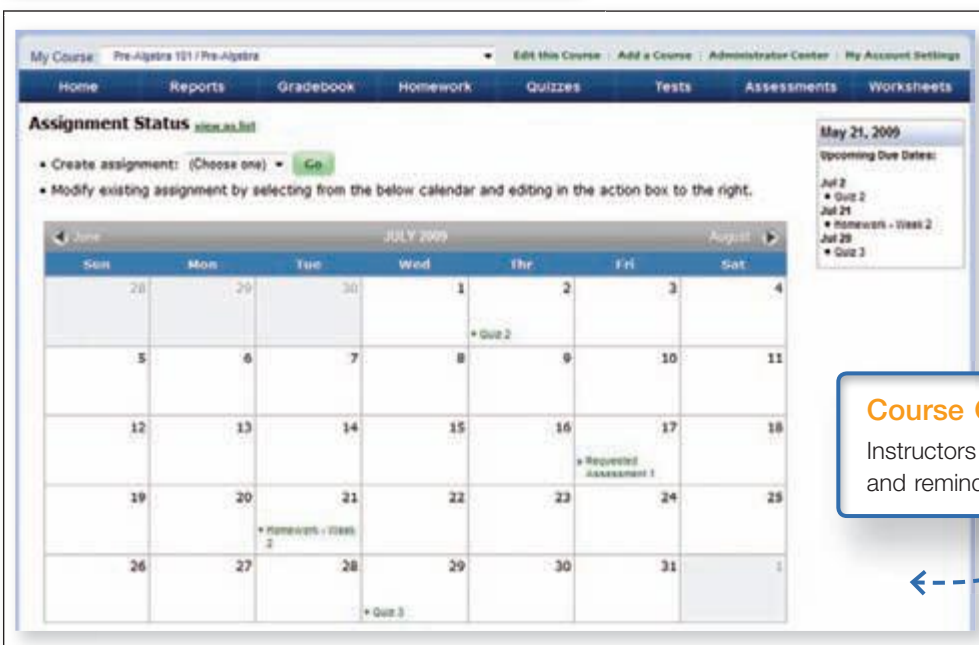 My Course: Pre-Algebra 101 / Pre-Algebra Edit this Course | Add a Course | Administrator Center | My Account Settings
Home Reports Gradebook Homework Quizzes Tests Assessments Worksheets
Assignment Status view as list
• Create assignment: (Choose one) Go
• Modify existing assignment by selecting from the below calendar and editing in the action box to the right.
May 21, 2009
Upcoming Due Dates:
Jul 2
• Quiz 2
Jul 21
• Homework - Week 2
Jul 29
• Quiz 3
June JULY 2009 August
Sun Mon Tue Wed Thr Fri Sat
28 29 30 1 2 3 4
• Quiz 2
5 6 7 8 9 10 11
12 13 14 15 16 17 18
• Requested
Assessment 1
19 20 21 22 23 24 25
• Homework - Week
2
26 27 28 29 30 31 1
• Quiz 3
Course
Instructors
and